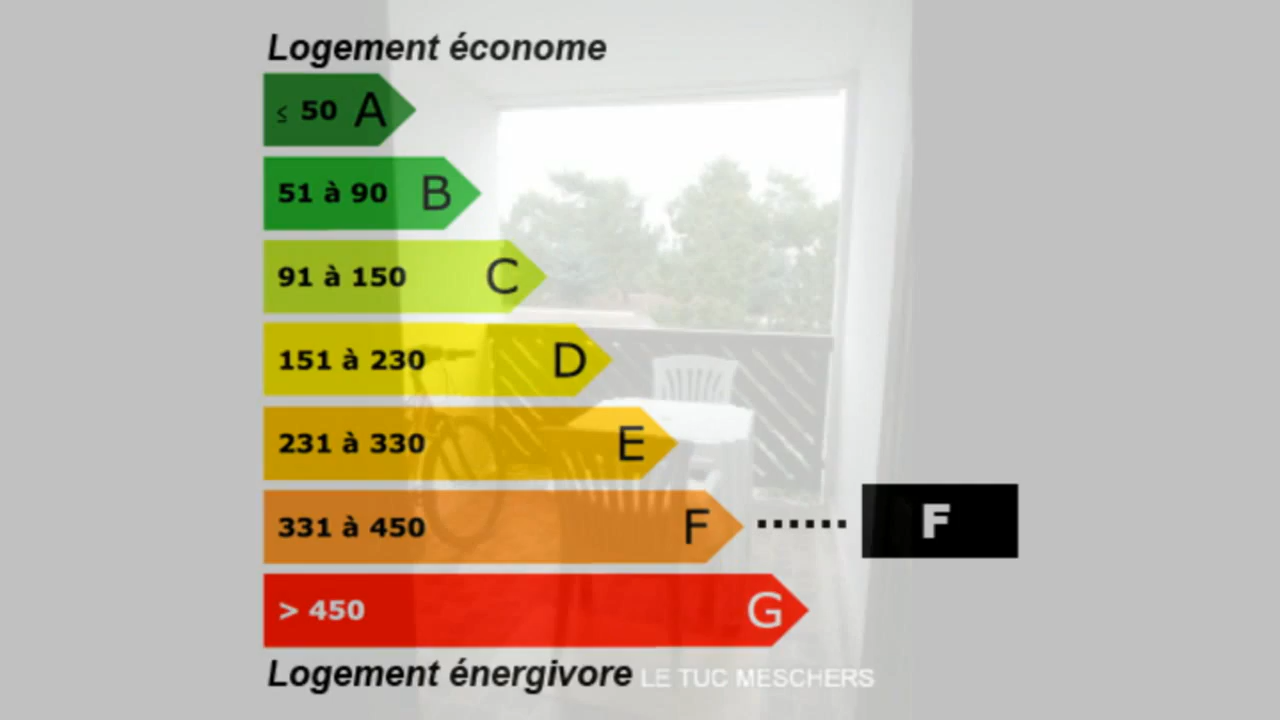 Logement économe
≤ 50 A
51 à 90 B
91 à 150 C
151 à 230 D
231 à 330 E
331 à 450 F
F
> 450 G
Logement énergivore
LE TUC MESCHERS